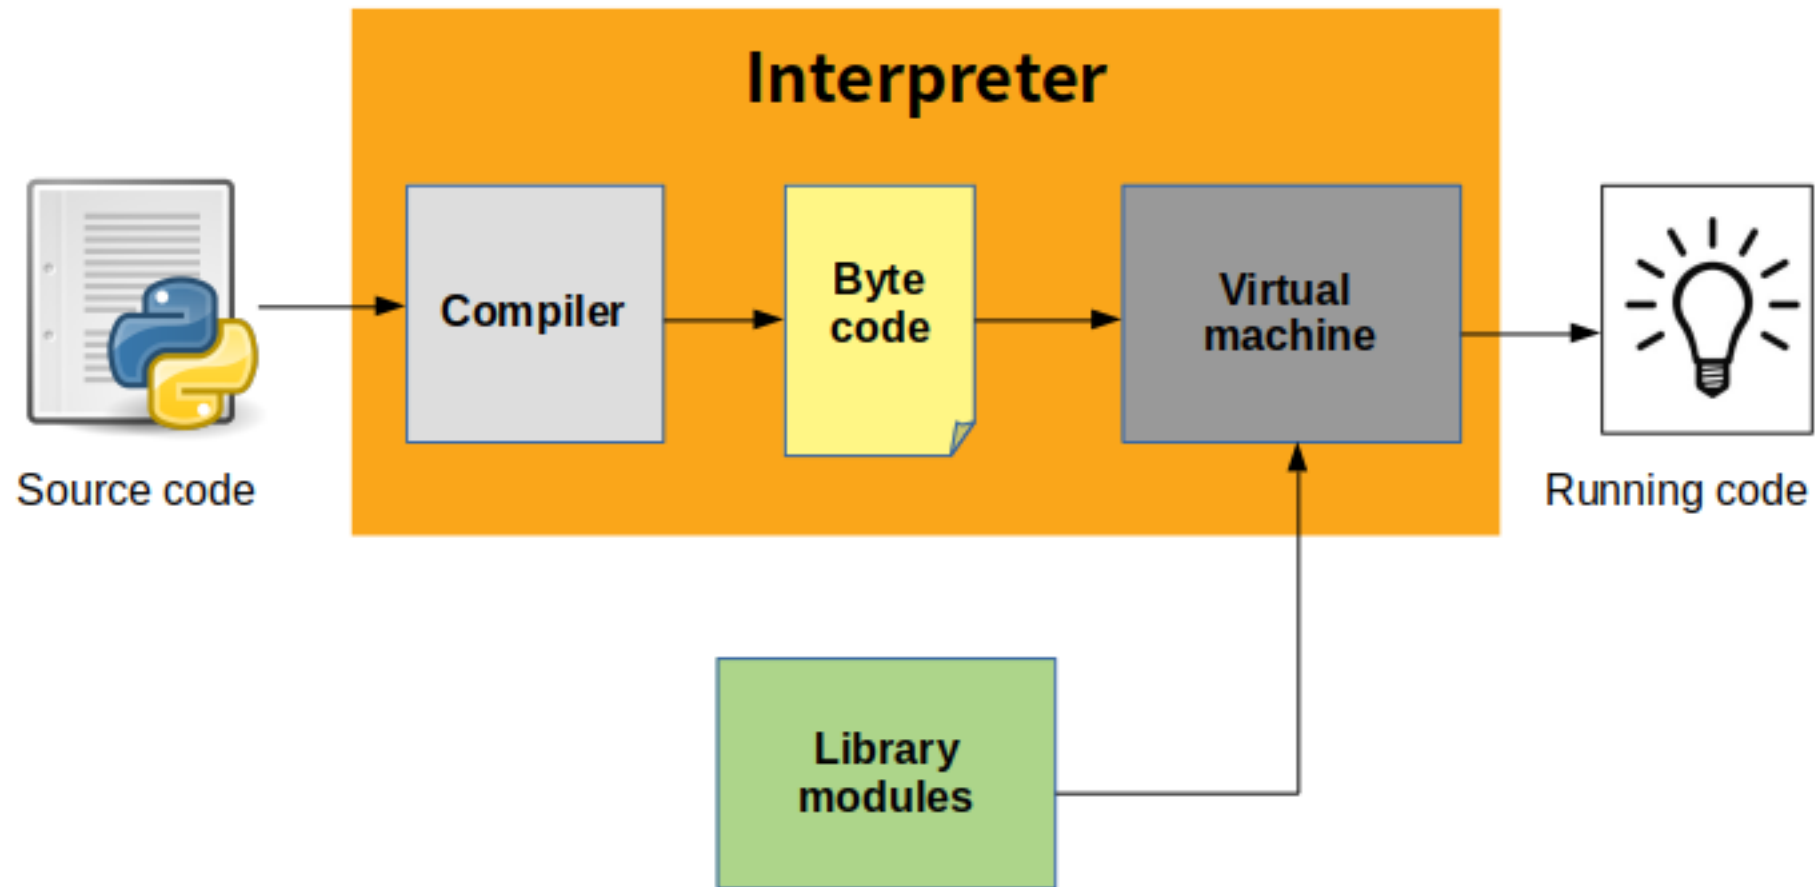 Interpreter
Compiler
Byte
code
Virtual
machine
Source code
Running code
Library
modules